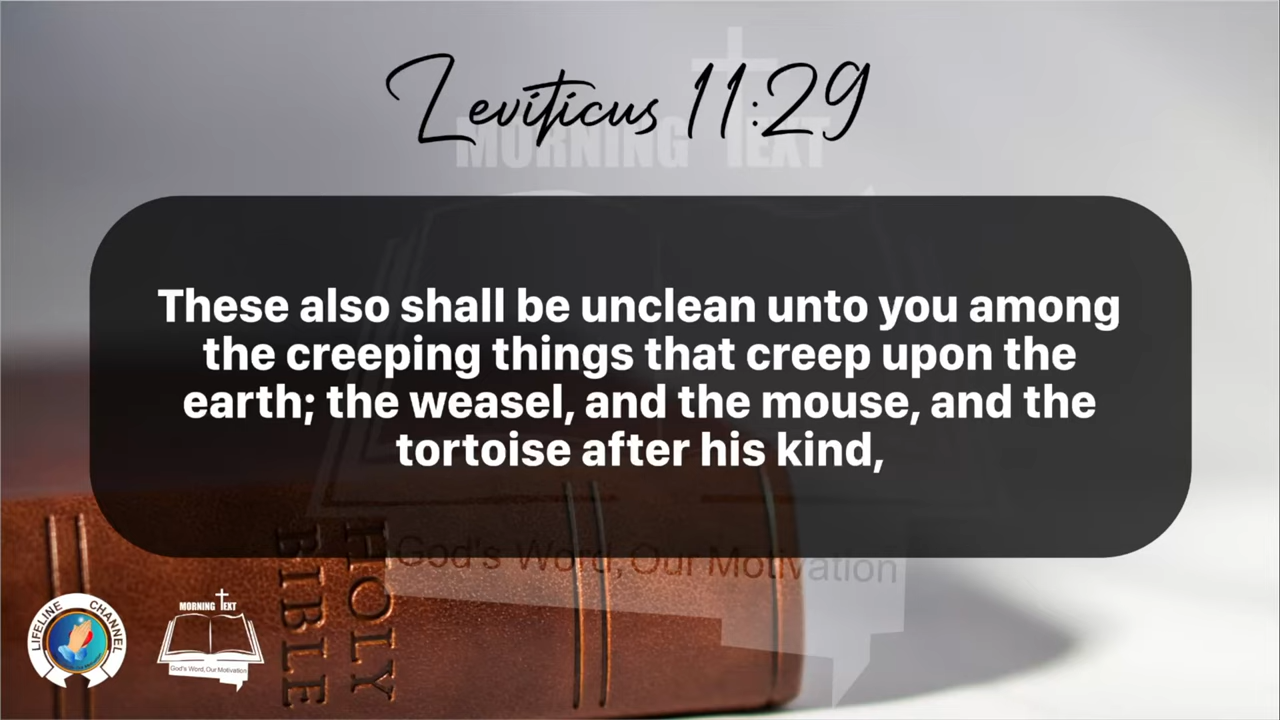 Leviticus 11:29
MORNING TEXT
These also shall be unclean unto you among
the creeping things that creep upon the
earth; the weasel, and the mouse, and the
tortoise after his kind,
God's Word, Our Motivation
HOLY
BIBLE
LIFELINE CHANNEL
MORNING TEXT
God's Word, Our Motivation